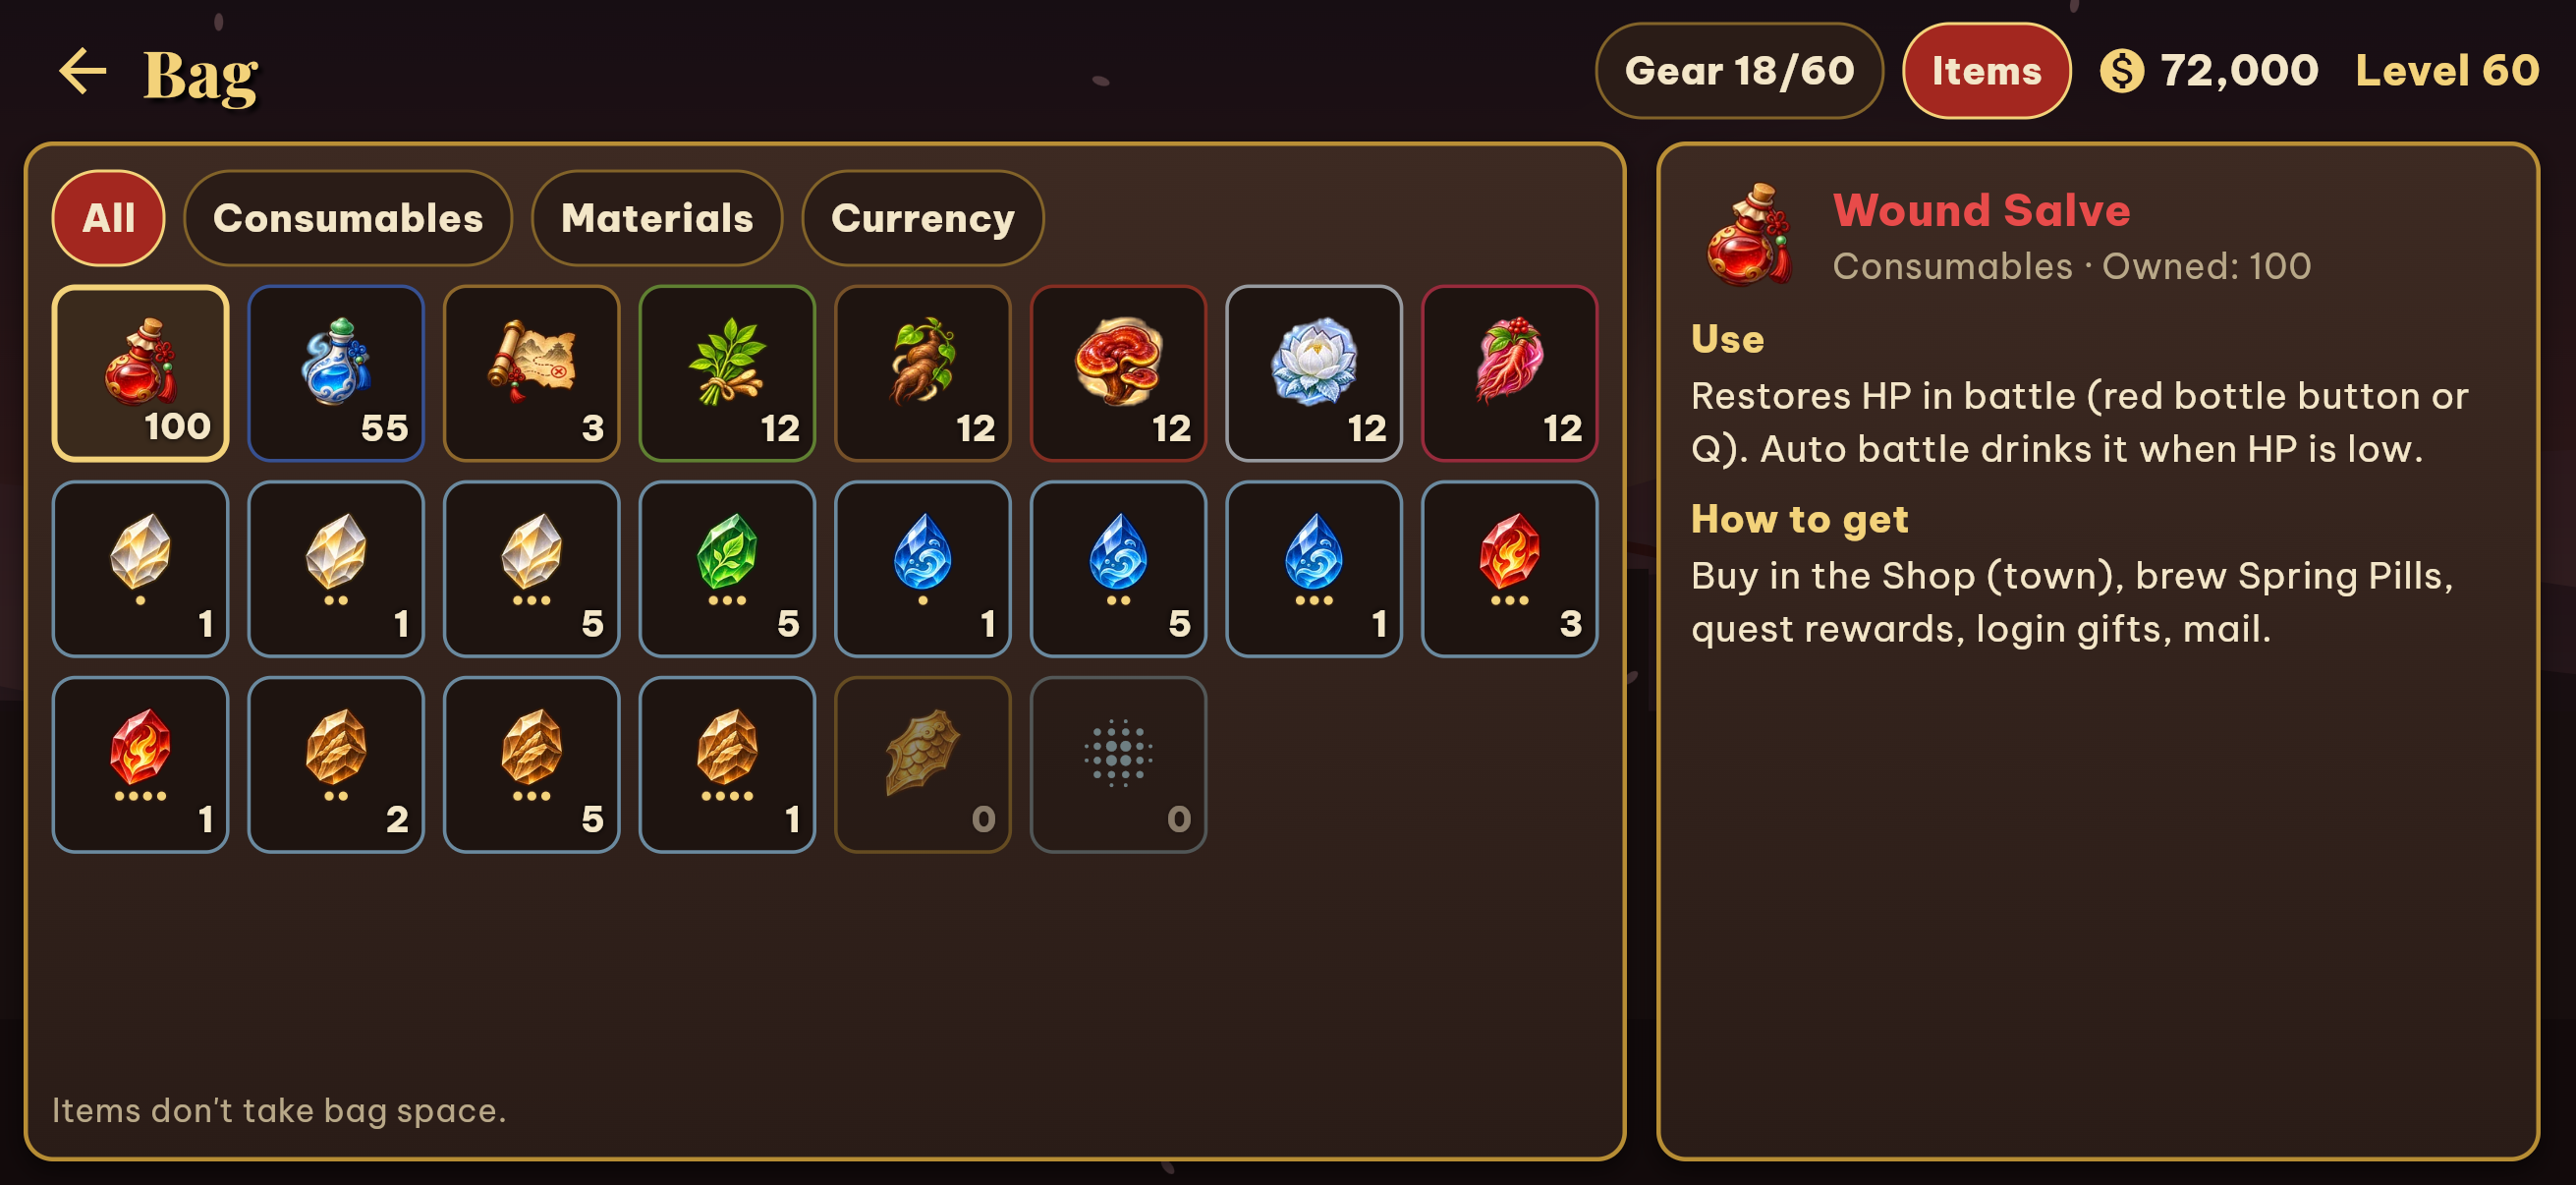 Bag
Gear 18/60
Items
$ 72,000
Level 60
All
Consumables
Materials
Currency
100
55
3
12
12
12
12
12
1
1
5
5
1
5
1
3
1
2
5
1
0
0
Items don't take bag space.
Wound Salve
Consumables · Owned: 100
Use
Restores HP in battle (red bottle button or
Q). Auto battle drinks it when HP is low.
How to get
Buy in the Shop (town), brew Spring Pills,
quest rewards, login gifts, mail.